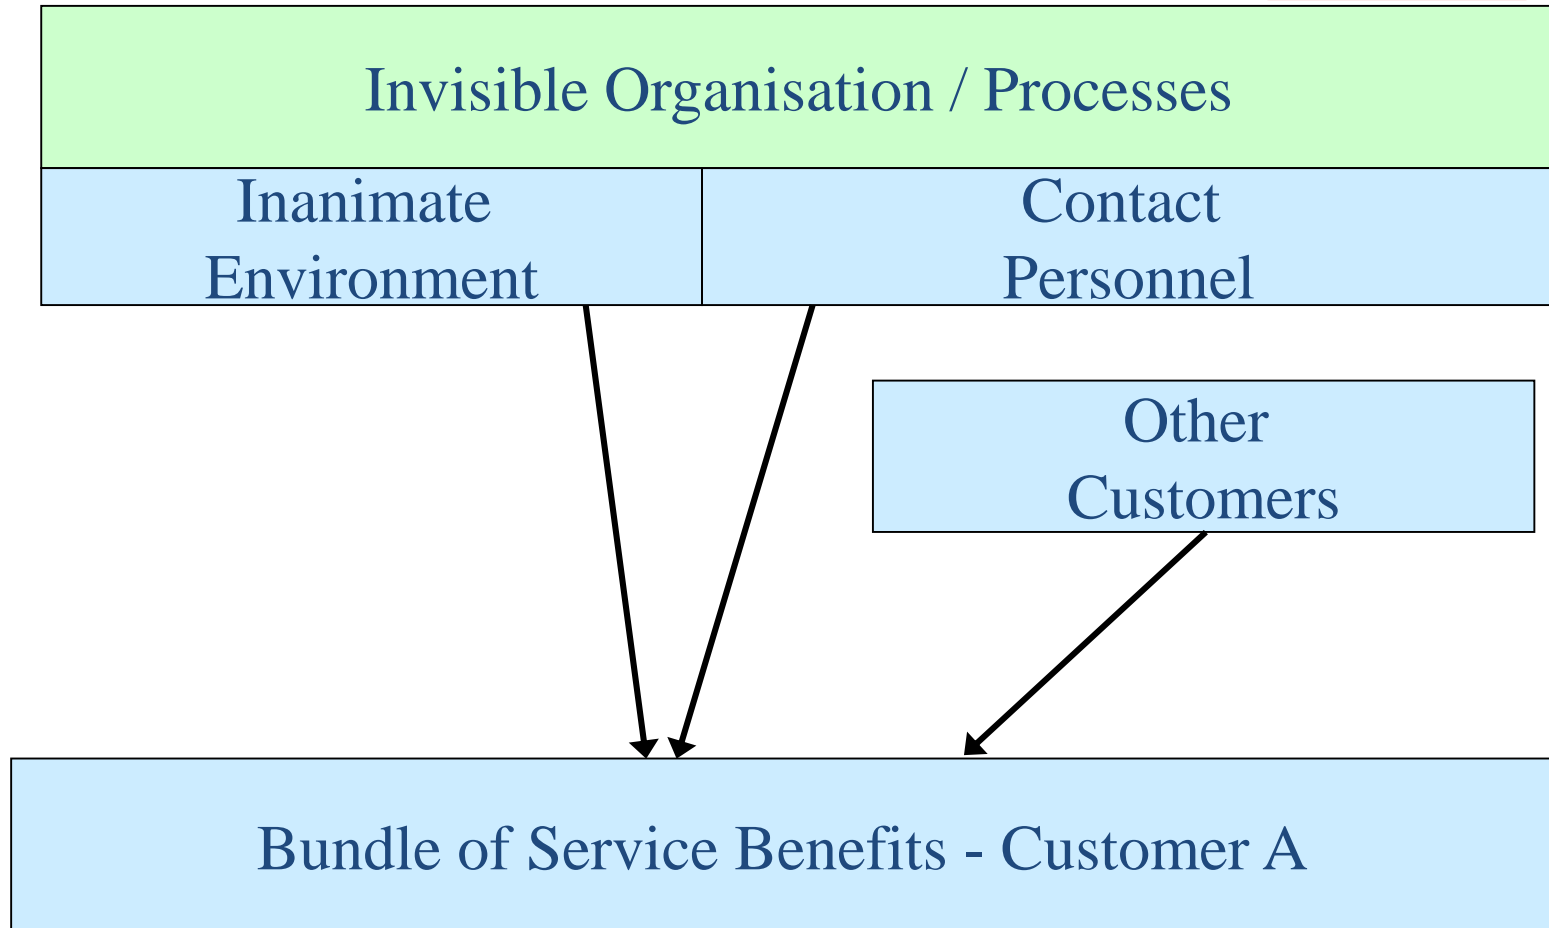 Invisible Organisation / Processes
Inanimate
Environment
Contact
Personnel
Other
Customers
Bundle of Service Benefits - Customer A